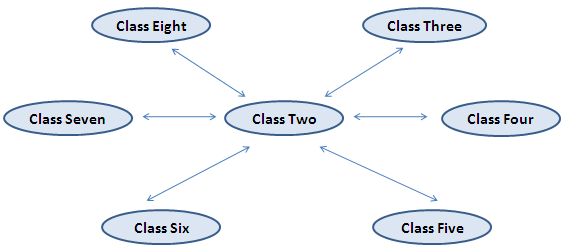 Class Eight
Class Three
Class Seven
Class Two
Class Four
Class Six
Class Five